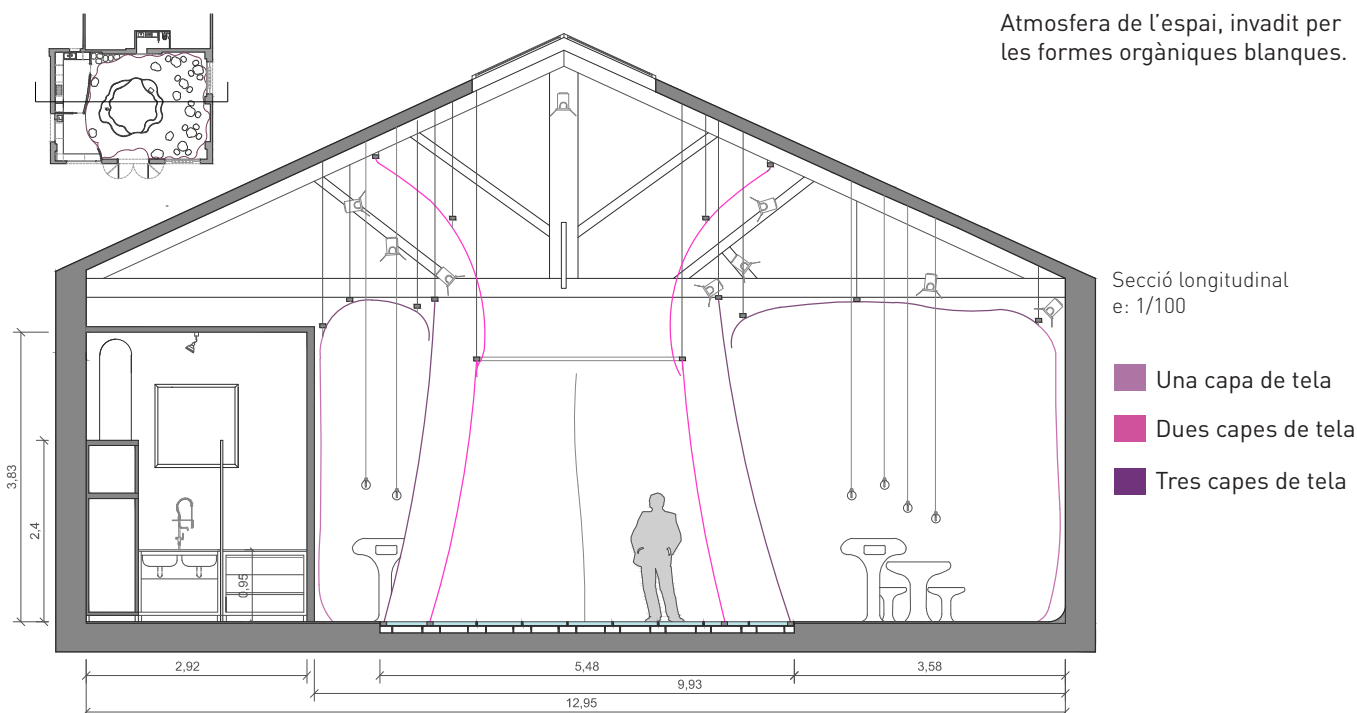 Atmosfera de l'espai, invadit per
les formes orgàniques blanques.
Secció longitudinal
e: 1/100
Una capa de tela
Dues capes de tela
Tres capes de tela
3,83
2,4
0,95
2,92
5,48
3,58
9,93
12,95